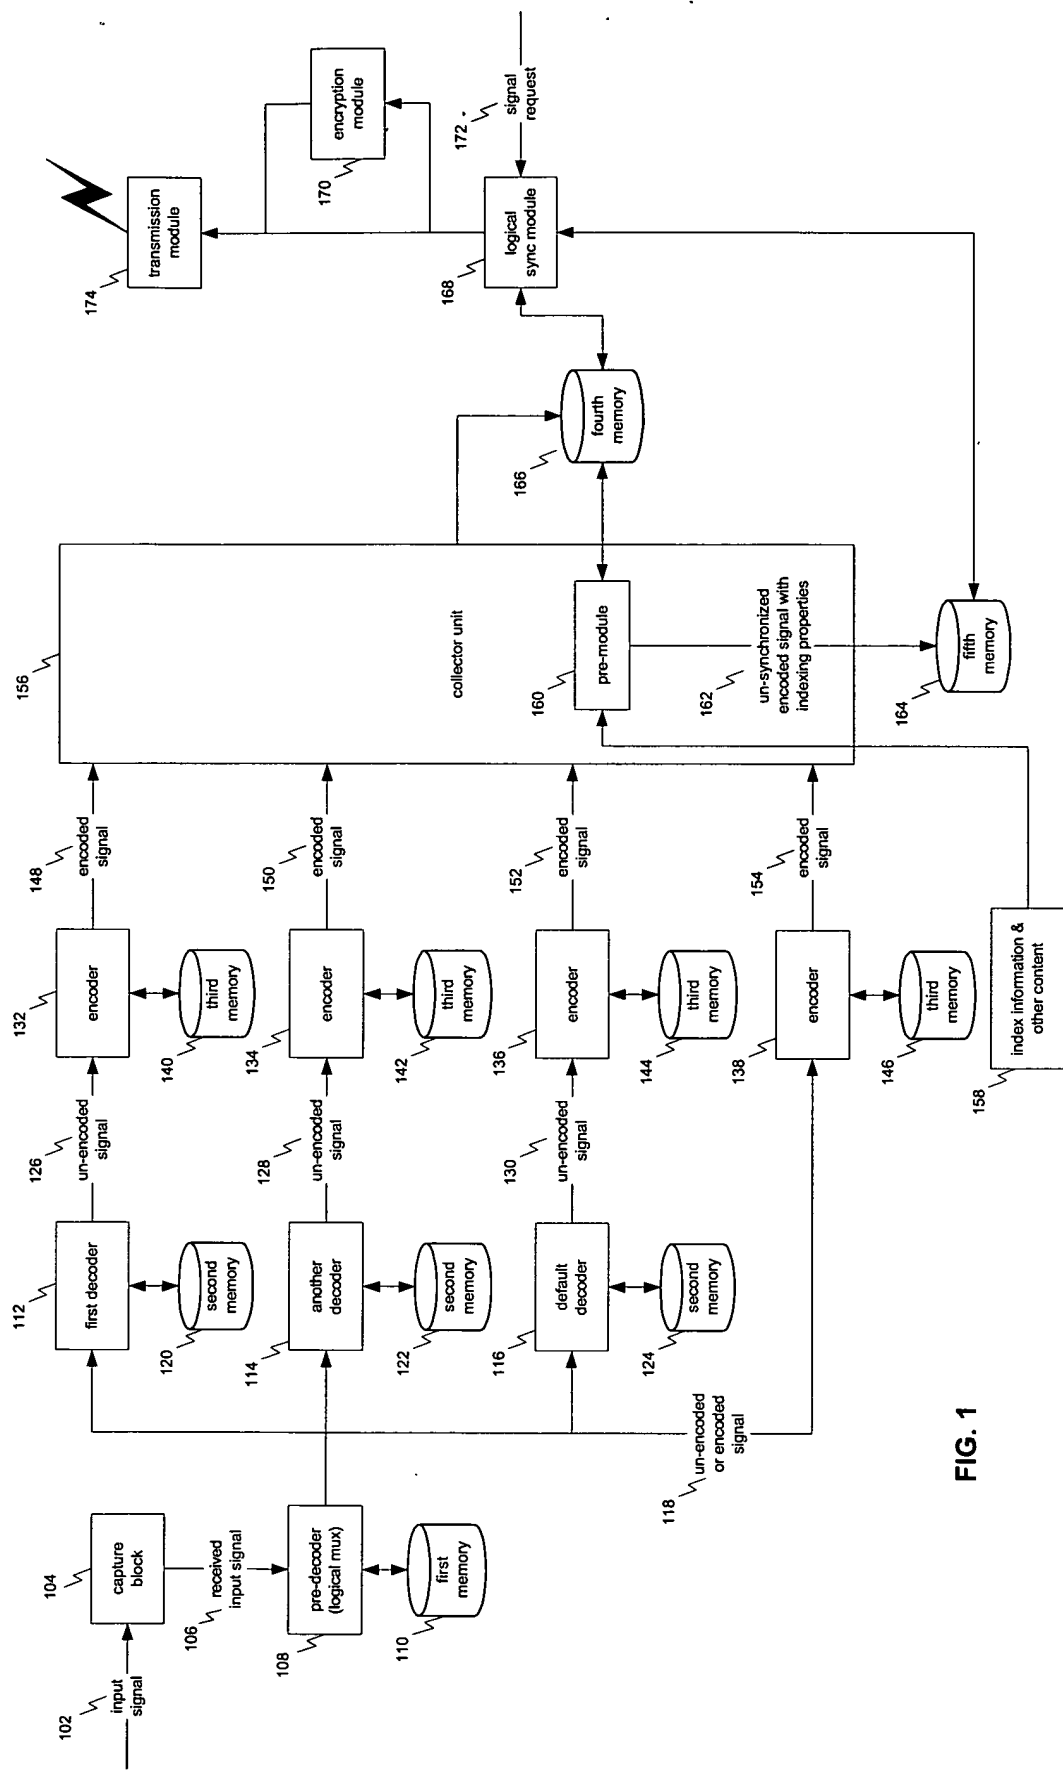 102
input
signal
104
capture
block
106
received
input signal
108
pre-decoder
(logical mux)
110
first
memory
112
first decoder
120
second
memory
114
another
decoder
122
second
memory
116
default
decoder
124
second
memory
118
un-encoded
or encoded
signal
126
un-encoded
signal
128
un-encoded
signal
130
un-encoded
signal
132
encoder
140
third
memory
134
encoder
142
third
memory
136
encoder
144
third
memory
138
encoder
146
third
memory
148
encoded
signal
150
encoded
signal
152
encoded
signal
154
encoded
signal
158
index information &
other content
156
collector unit
160
pre-module
162
un-synchronized
encoded signal with
indexing properties
164
fifth
memory
166
fourth
memory
168
logical
sync module
170
encryption
module
172
signal
request
174
transmission
module
FIG. 1